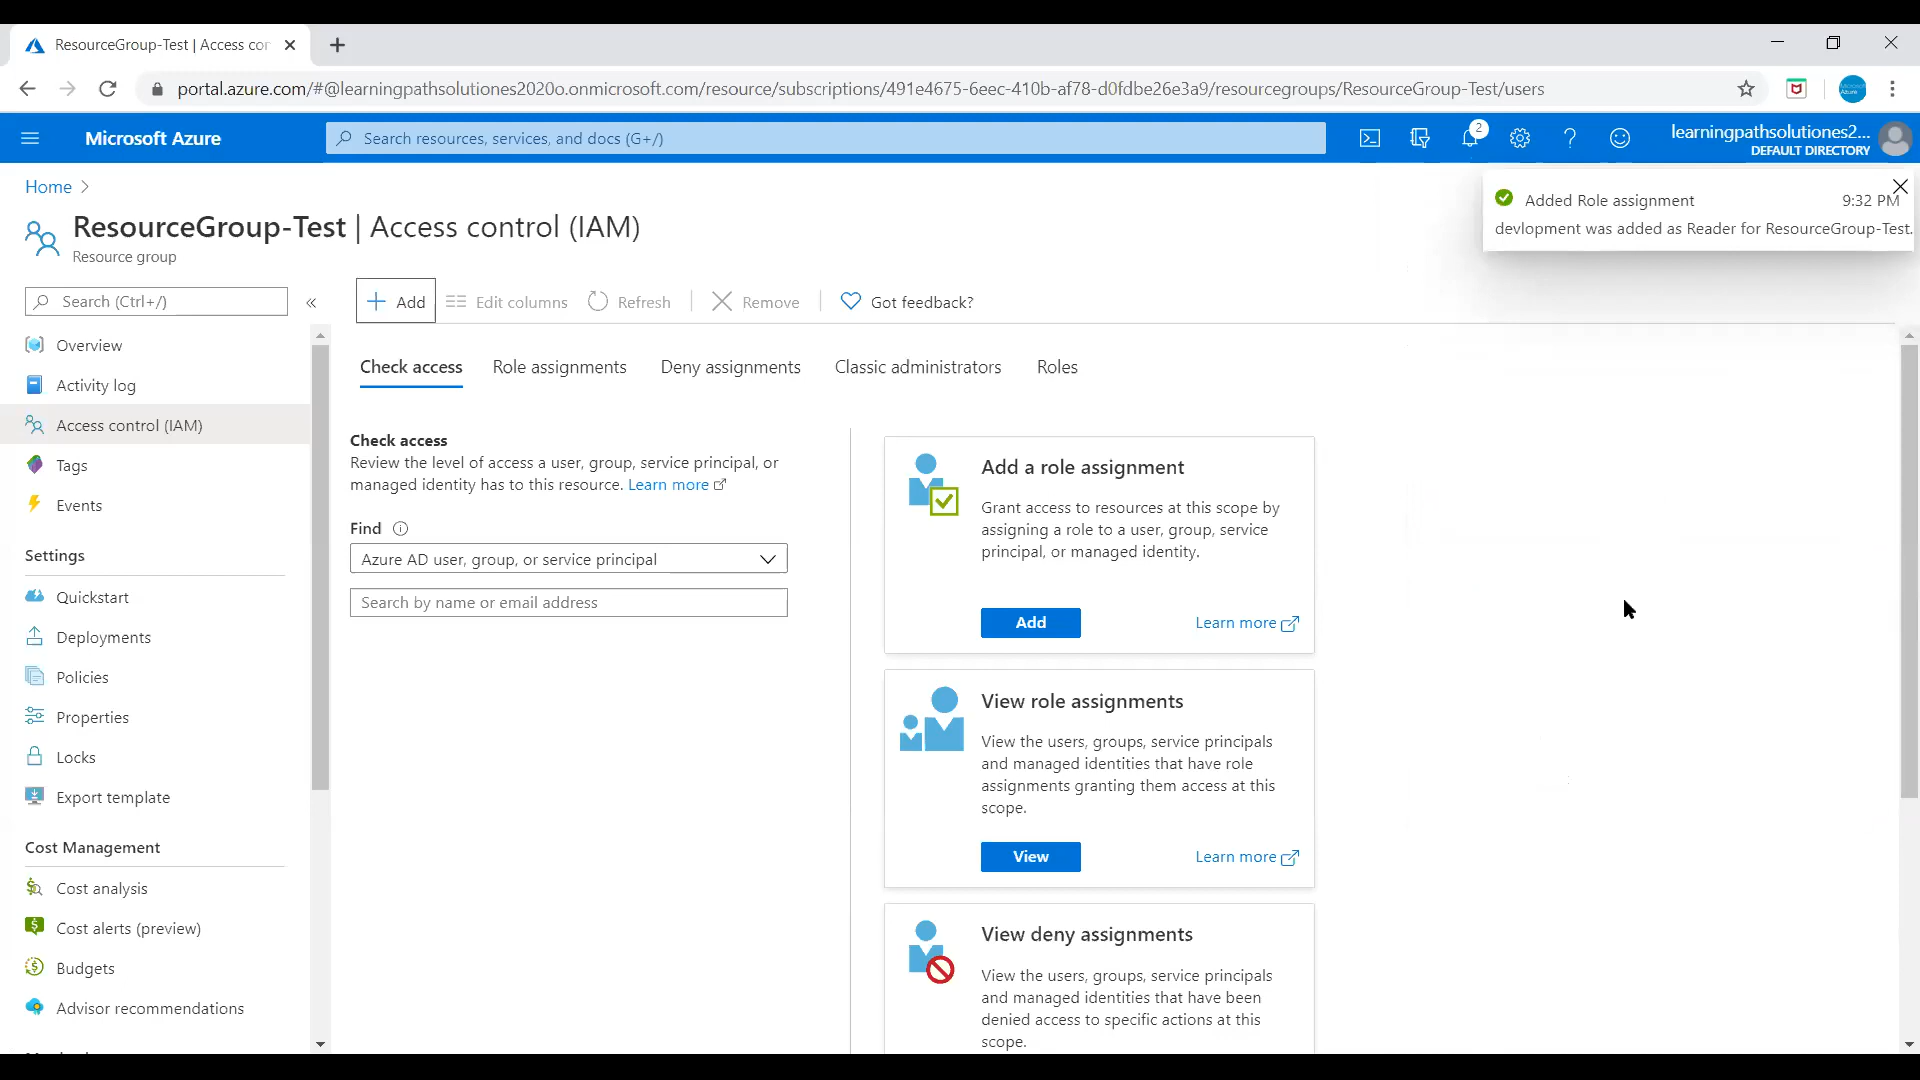 ResourceGroup-Test | Access con
portal.azure.com/#@learningpathsolutiones2020o.onmicrosoft.com/resource/subscriptions/491e4675-6eec-410b-af78-d0fdbe26e3a9/resourcegroups/ResourceGroup-Test/users
Microsoft Azure
Search resources, services, and docs (G+/)
2
learningpathsolutiones2...
DEFAULT DIRECTORY
Home
Added Role assignment 9:32 PM
devlopment was added as Reader for ResourceGroup-Test.
ResourceGroup-Test | Access control (IAM)
Resource group
Search (Ctrl+/)
Add Edit columns Refresh Remove Got feedback?
Overview
Activity log
Access control (IAM)
Tags
Events
Settings
Quickstart
Deployments
Policies
Properties
Locks
Export template
Cost Management
Cost analysis
Cost alerts (preview)
Budgets
Advisor recommendations
Check access Role assignments Deny assignments Classic administrators Roles
Check access
Review the level of access a user, group, service principal, or
managed identity has to this resource. Learn more
Find
Azure AD user, group, or service principal
Search by name or email address
Add a role assignment
Grant access to resources at this scope by
assigning a role to a user, group, service
principal, or managed identity.
Add Learn more
View role assignments
View the users, groups, service principals
and managed identities that have role
assignments granting them access at this
scope.
View Learn more
View deny assignments
View the users, groups, service principals
and managed identities that have been
denied access to specific actions at this
scope.